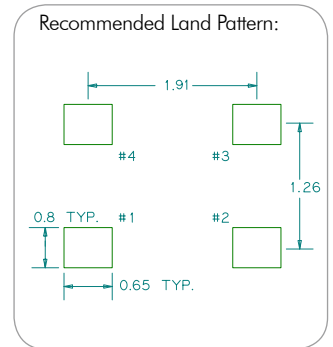 Recommended Land Pattern:
1.91
#4 #3
1.26
0.8 TYP. #1 #2
0.65 TYP.